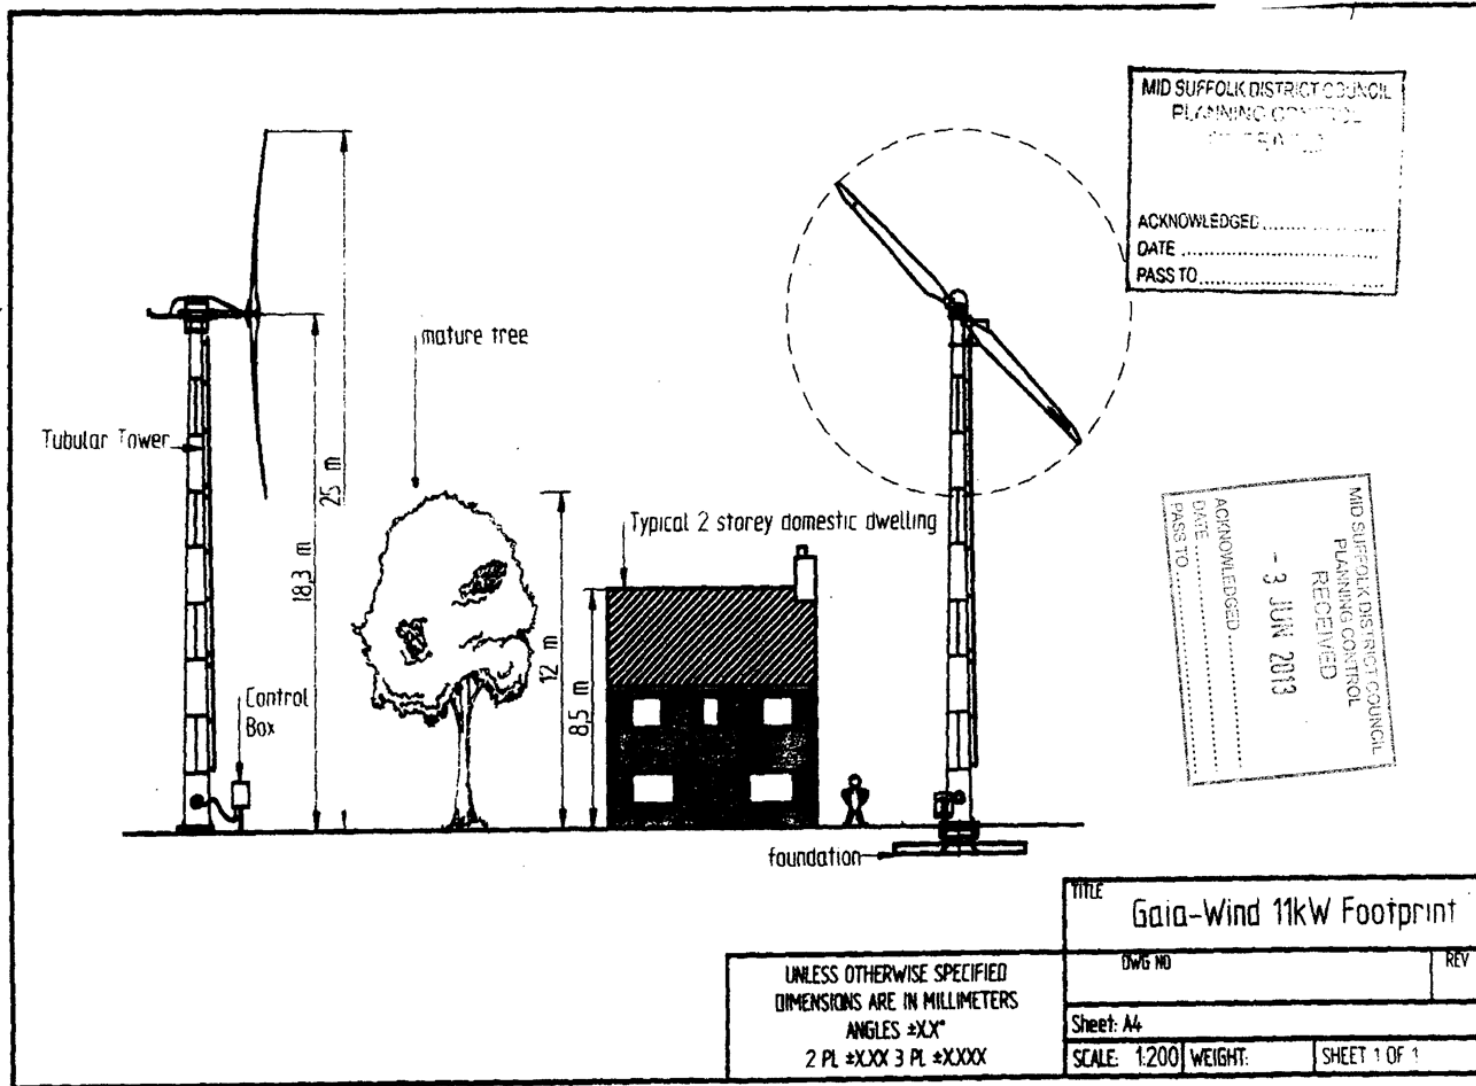 MID SUFFOLK DISTRICT COUNCIL
PLANNING
ACKNOWLEDGED
DATE
PASS TO
mature tree
Tubular Tower
25 m
18,3 m
12 m
8,5 m
Typical 2 storey domestic dwelling
Control
Box
foundation
MID SUFFOLK DISTRICT COUNCIL
PLANNING CONTROL
RECEIVED
- 3 JUN 2013
ACKNOWLEDGED
DATE
PASS TO
TITLE
Gaia-Wind 11kW Footprint
DWG NO
REV
UNLESS OTHERWISE SPECIFIED
DIMENSIONS ARE IN MILLIMETERS
ANGLES ±X.X°
2 PL ±X.XX 3 PL ±X.XXX
Sheet: A4
SCALE: 1:200
WEIGHT:
SHEET 1 OF 1